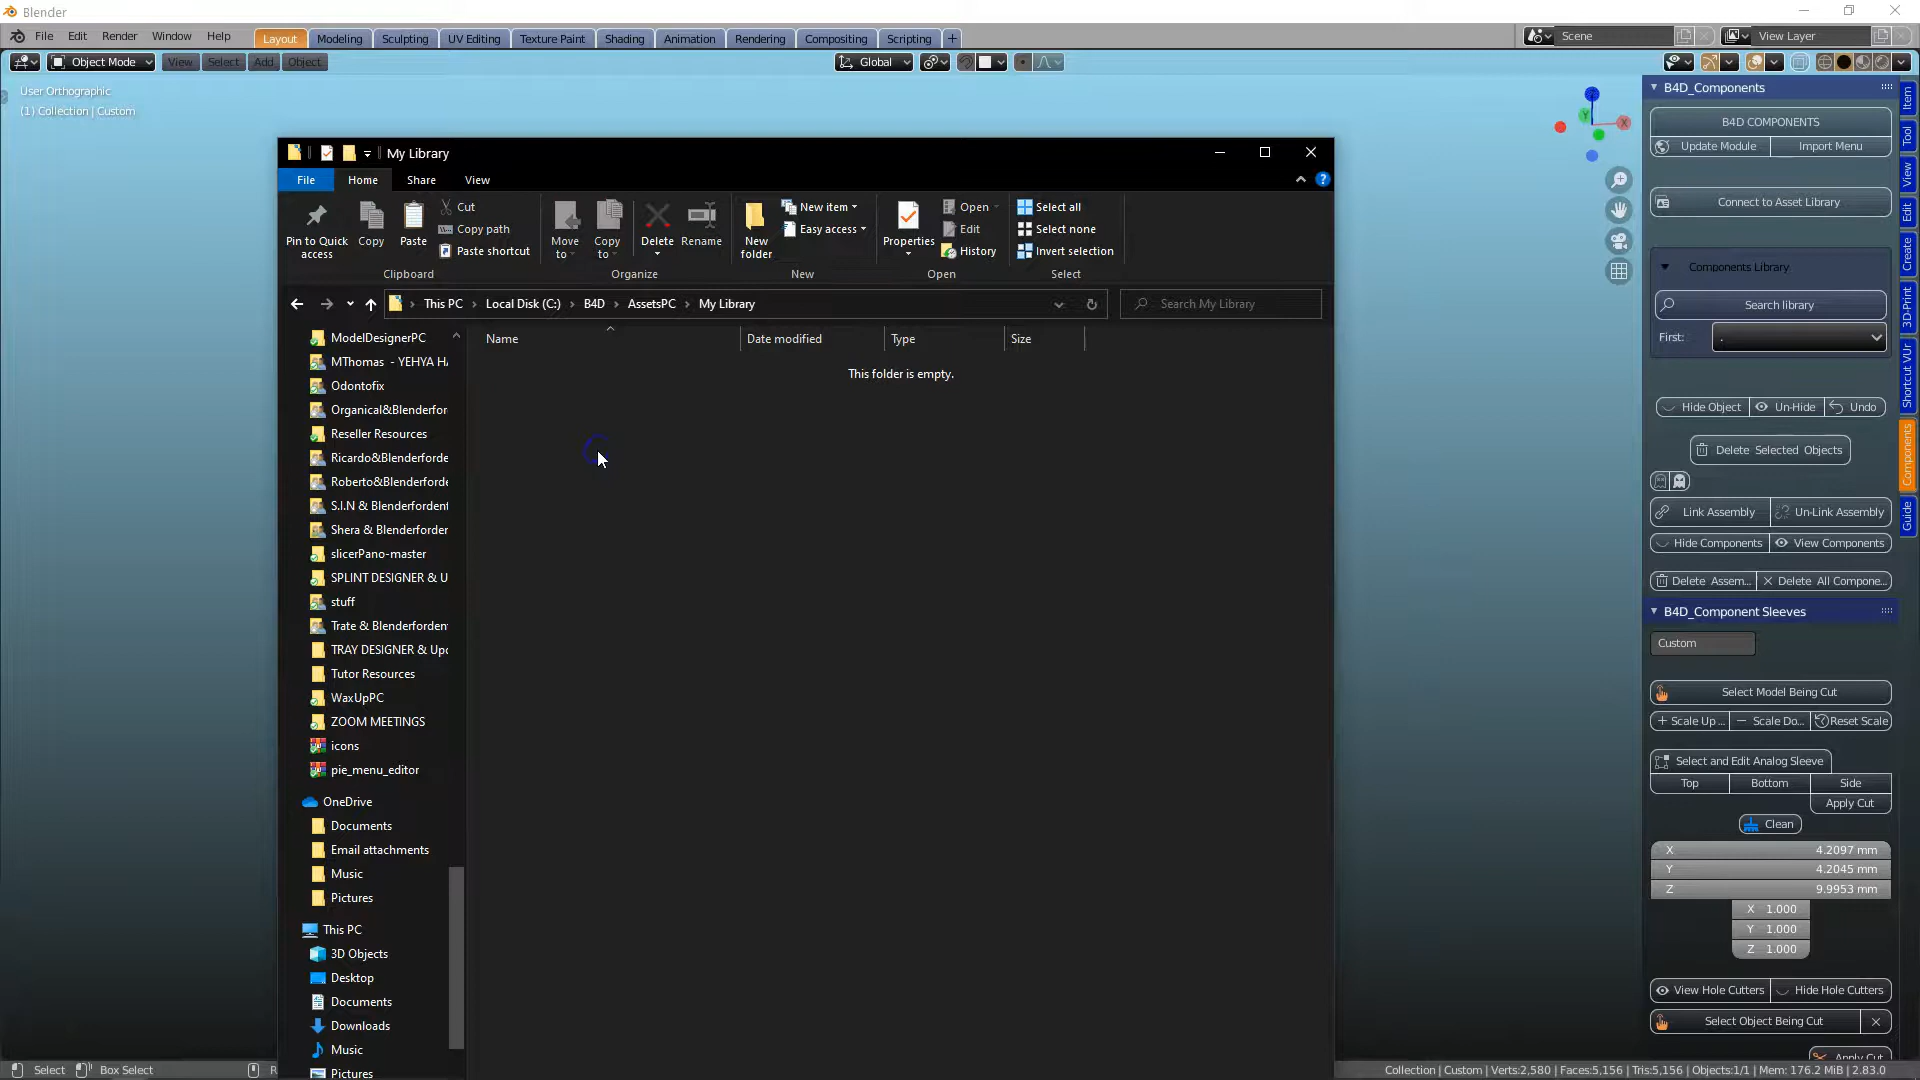 Blender
File Edit Render Window Help Layout Modeling Sculpting UV Editing Texture Paint Shading Animation Rendering Compositing Scripting + Scene View Layer
Object Mode View Select Add Object Global
User Orthographic
(1) Collection | Custom
My Library
File Home Share View
Pin to Quick access
Copy
Paste
Cut
Copy path
Paste shortcut
Clipboard
Move to
Copy to
Delete
Rename
Organize
New folder
New item
Easy access
New
Properties
Open
Edit
History
Open
Select all
Select none
Invert selection
Select
This PC > Local Disk (C:) > B4D > AssetsPC > My Library
Search My Library
Name Date modified Type Size
This folder is empty.
ModelDesignerPC
MThomas - YEHYA H
Odontofix
Organical&Blenderfor
Reseller Resources
Ricardo&Blenderforde
Roberto&Blenderforde
S.I.N & Blenderfordent
Shera & Blenderforder
slicerPano-master
SPLINT DESIGNER & U
stuff
Trate & Blenderforden
TRAY DESIGNER & Upc
Tutor Resources
WaxUpPC
ZOOM MEETINGS
icons
pie_menu_editor
OneDrive
Documents
Email attachments
Music
Pictures
This PC
3D Objects
Desktop
Documents
Downloads
Music
Pictures
Y
X
B4D_Components
B4D COMPONENTS
Update Module Import Menu
Connect to Asset Library
Components Library
Search library
First: .
Hide Object Un-Hide Undo
Delete Selected Objects
Link Assembly Un-Link Assembly
Hide Components View Components
Delete Assem... Delete All Compone...
B4D_Component Sleeves
Custom
Select Model Being Cut
Scale Up ... Scale Do... Reset Scale
Select and Edit Analog Sleeve
Top Bottom Side
Apply Cut
Clean
X 4.2097 mm
Y 4.2045 mm
Z 9.9953 mm
X 1.000
Y 1.000
Z 1.000
View Hole Cutters Hide Hole Cutters
Select Object Being Cut
Apply Cut
Item
Tool
View
Edit
Create
3D-Print
Shortcut VUr
Components
Guide
Select Box Select R
Collection | Custom | Verts:2,580 | Faces:5,156 | Tris:5,156 | Objects:1/1 | Mem: 176.2 MiB | 2.83.0